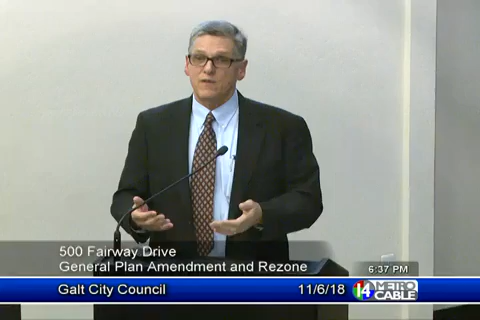 500 Fairway Drive
General Plan Amendment and Rezone
6:37 PM
Galt City Council 11/6/18 14 METRO CABLE